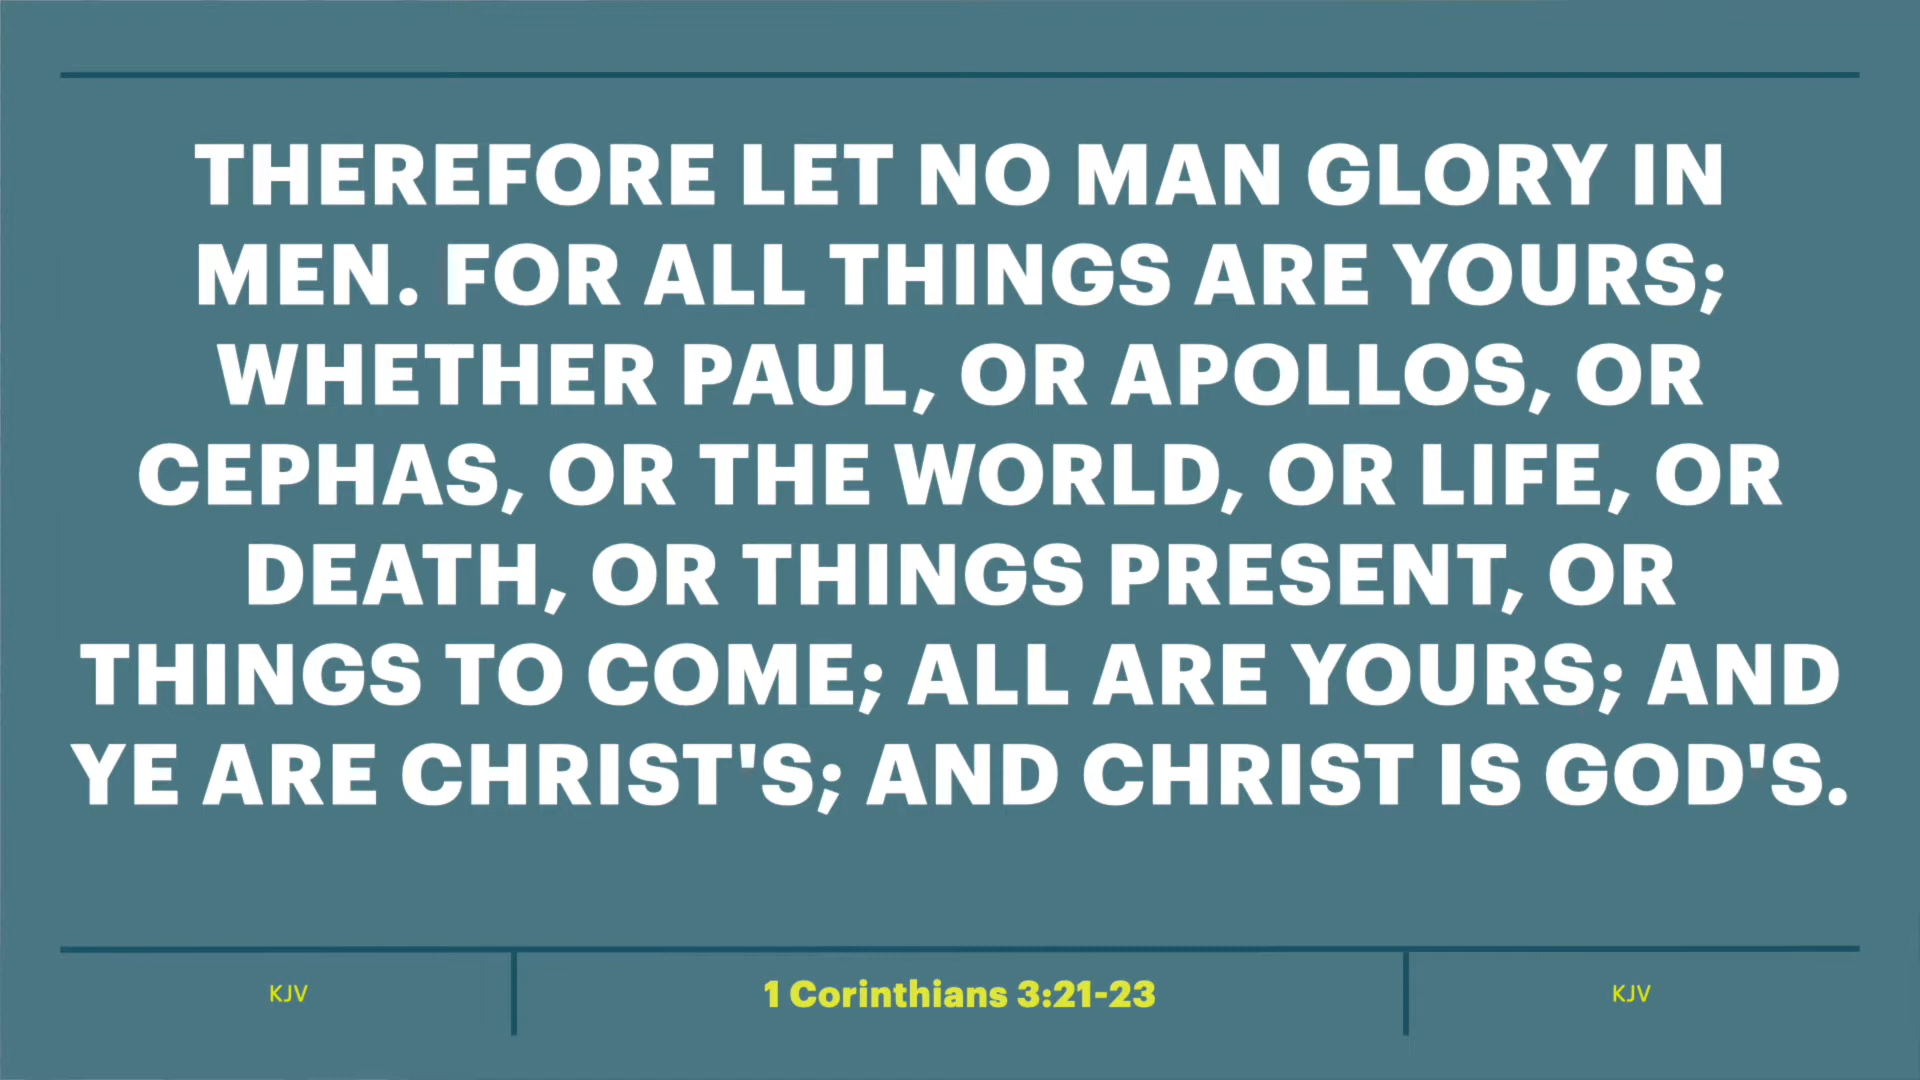 THEREFORE LET NO MAN GLORY IN
MEN. FOR ALL THINGS ARE YOURS;
WHETHER PAUL, OR APOLLOS, OR
CEPHAS, OR THE WORLD, OR LIFE, OR
DEATH, OR THINGS PRESENT, OR
THINGS TO COME; ALL ARE YOURS; AND
YE ARE CHRIST'S; AND CHRIST IS GOD'S.
KJV
1 Corinthians 3:21-23
KJV